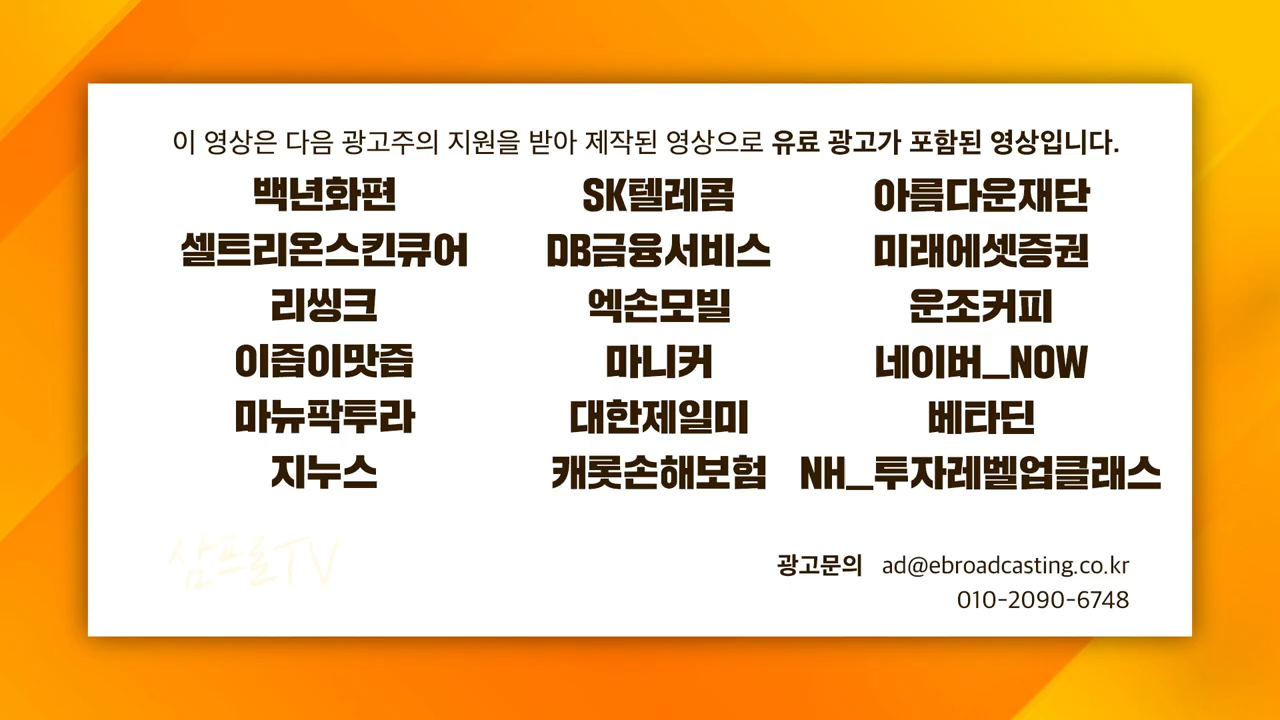 이 영상은 다음 광고주의 지원을 받아 제작된 영상으로 유료 광고가 포함된 영상입니다.
백년화편 SK텔레콤 아름다운재단
셀트리온스킨큐어 DB금융서비스 미래에셋증권
리씽크 엑손모빌 운조커피
이즙이맛즙 마니커 네이버_NOW
마뉴팍투라 대한제일미 베타딘
지누스 캐롯손해보험 NH_투자레벨업클래스
삼프로TV
광고문의 ad@ebroadcasting.co.kr
010-2090-6748